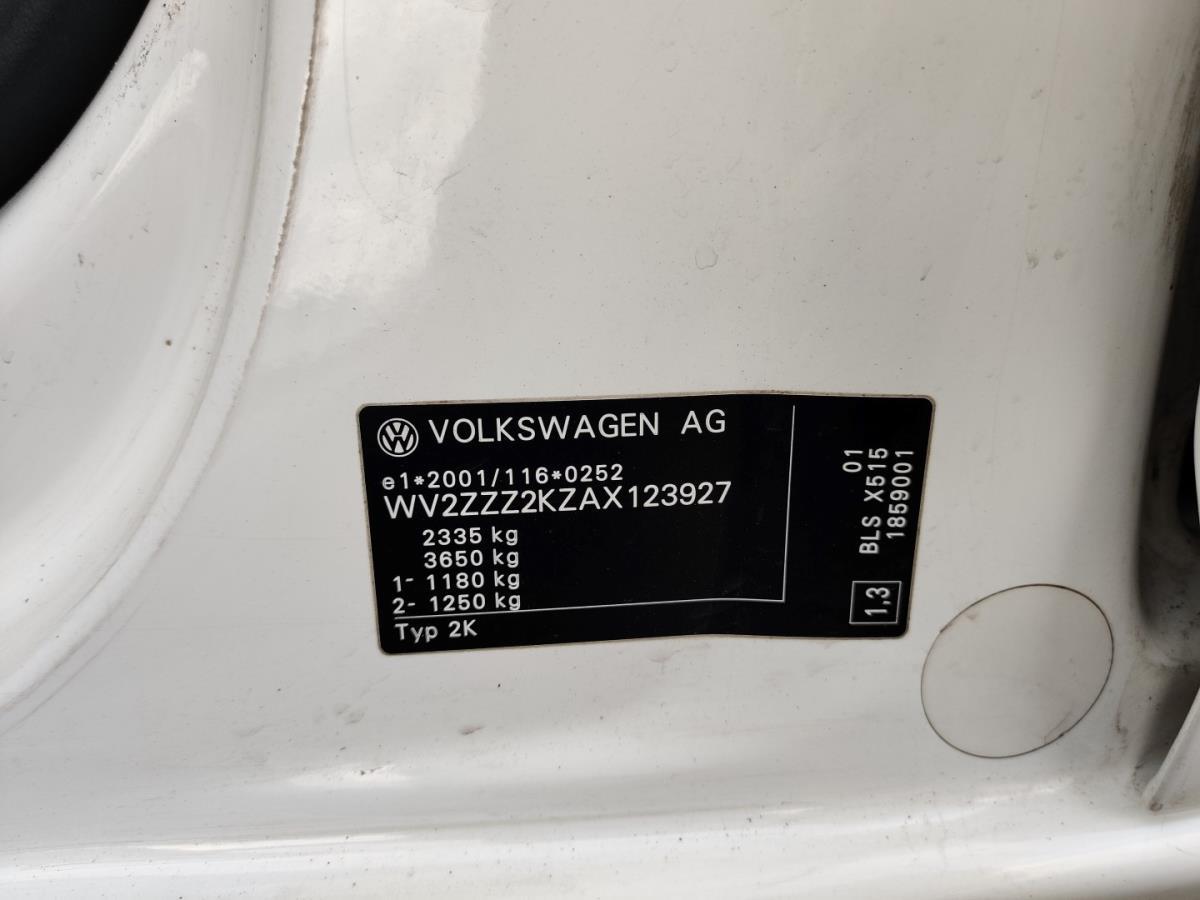 VOLKSWAGEN AG
e1*2001/116*0252
WV2ZZZ2KZAX123927
2335 kg
3650 kg
1- 1180 kg
2- 1250 kg
Typ 2K
01
BLS X515
1859001
1,3